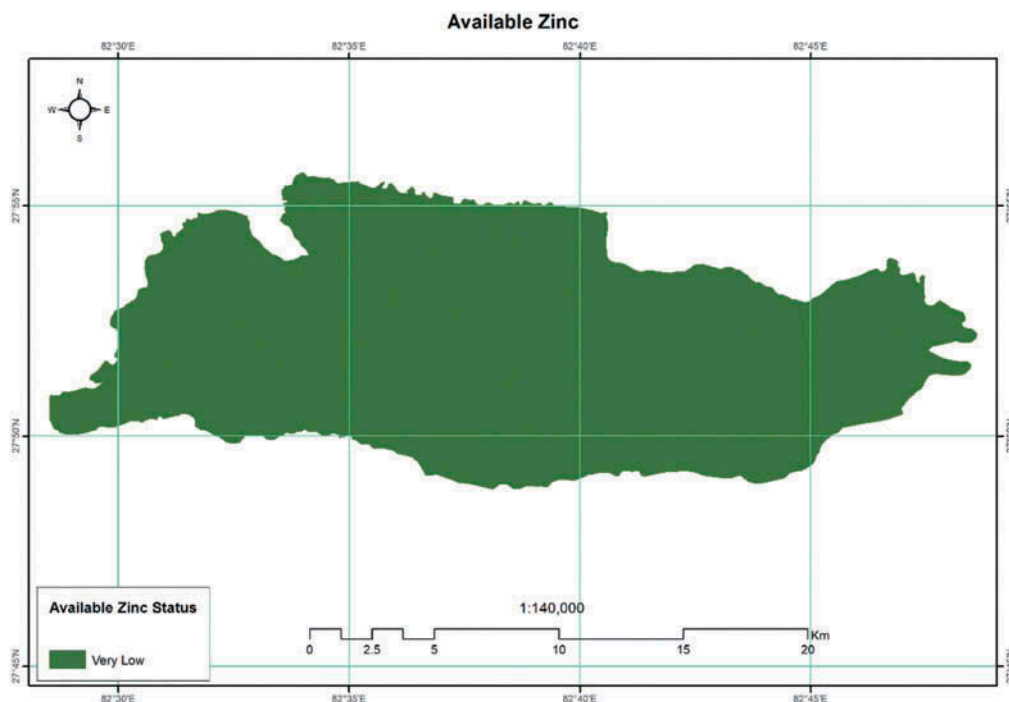 Available Zinc
82°30'E 82°35'E 82°40'E 82°45'E
N
W E
S
27°55'N
27°50'N
27°45'N
Available Zinc Status
Very Low
1:140,000
0 2.5 5 10 15 20 Km
82°30'E 82°35'E 82°40'E 82°45'E